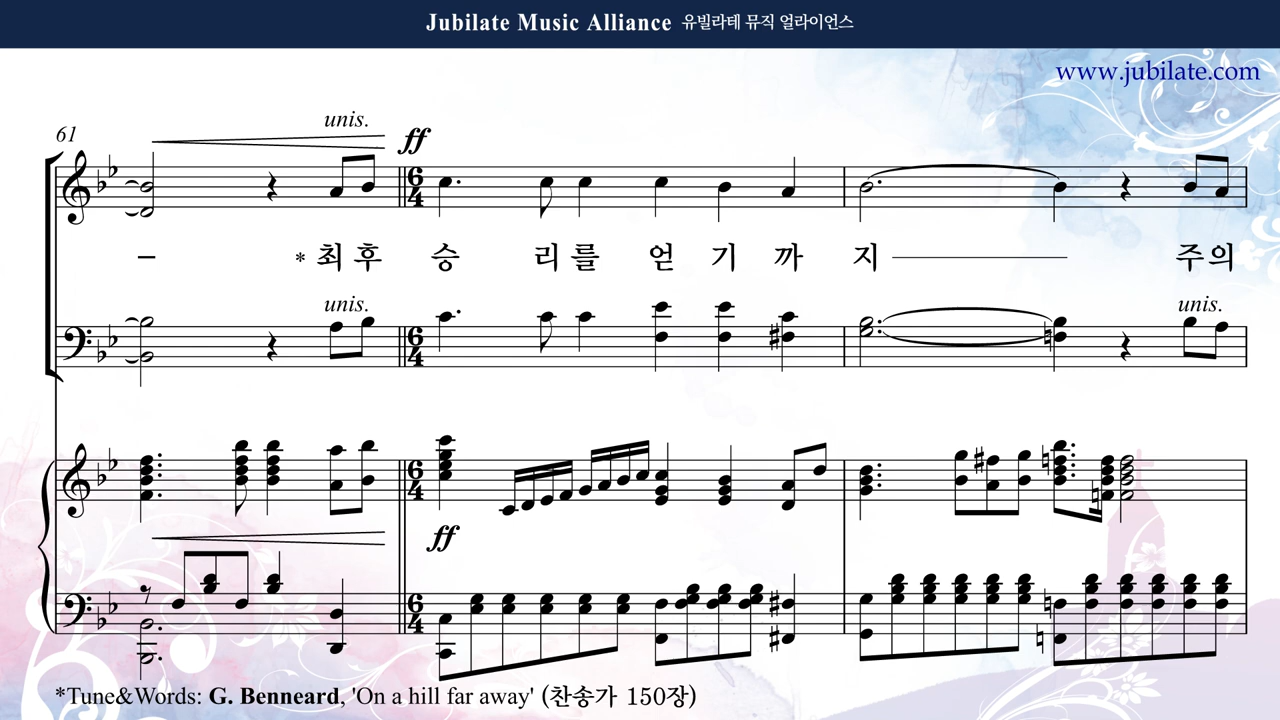 Jubilate Music Alliance 유빌라테 뮤직 얼라이언스
www.jubilate.com
61 unis. ff
6 4
– * 최 후 승 리 를 얻 기 까 지 주 의
unis. unis.
6 4
6 4
ff
6 4
*Tune&Words: G. Benneard, 'On a hill far away' (찬송가 150장)